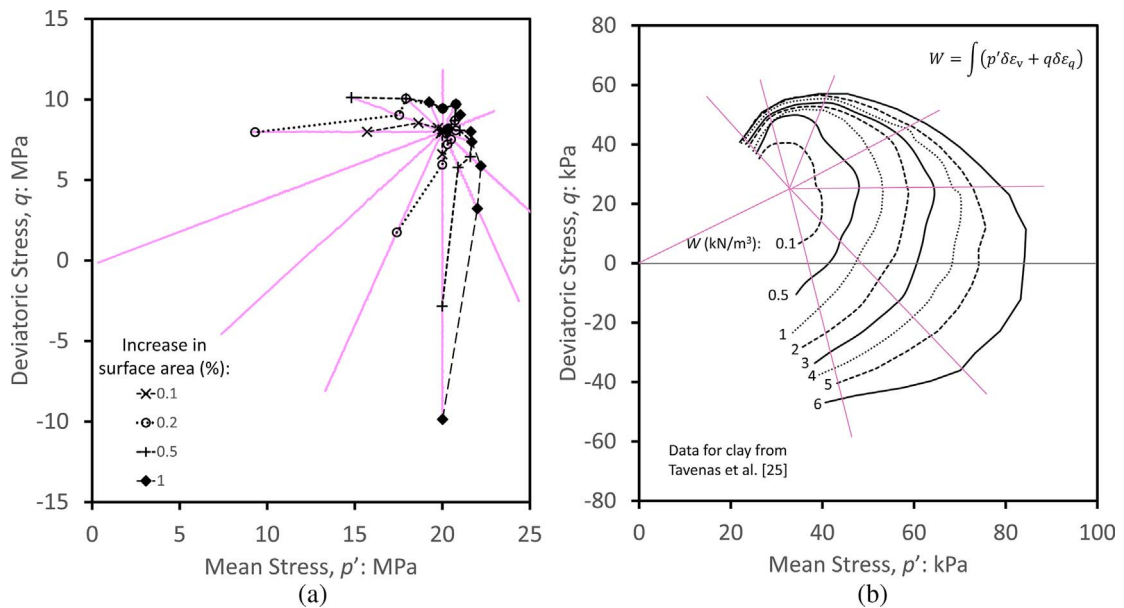 15
10
5
0
-5
-10
-15
Deviatoric Stress, q: MPa
Increase in
surface area (%):
0.1
0.2
0.5
1
0 5 10 15 20 25
Mean Stress, p’: MPa
(a)
80
60
40
20
0
-20
-40
-60
-80
Deviatoric Stress, q: kPa
W = ∫(p′δεᵥ + qδε_q)
W (kN/m³): 0.1
0.5
1
2
3
4
5
6
Data for clay from
Tavenas et al. [25]
0 20 40 60 80 100
Mean Stress, p’: kPa
(b)